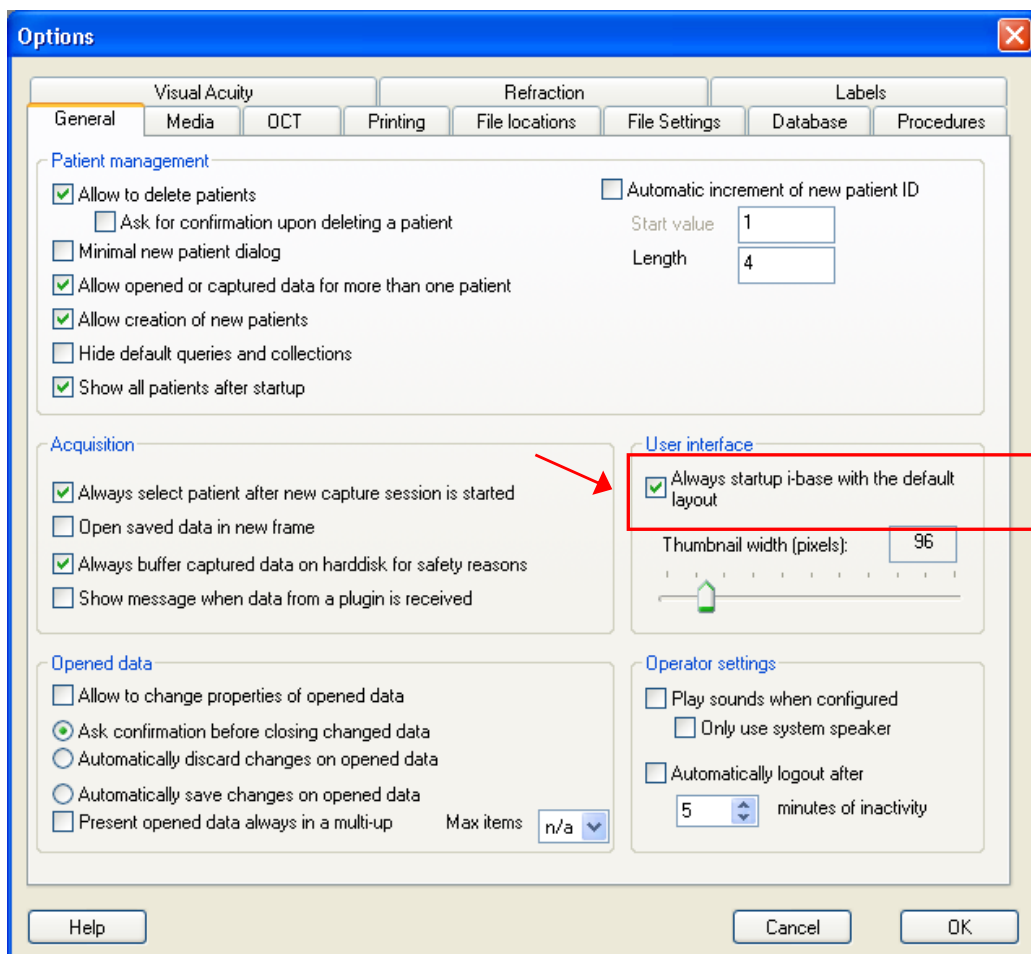 Options
Visual Acuity
Refraction
Labels
General
Media
OCT
Printing
File locations
File Settings
Database
Procedures
Patient management
Allow to delete patients
Ask for confirmation upon deleting a patient
Minimal new patient dialog
Allow opened or captured data for more than one patient
Allow creation of new patients
Hide default queries and collections
Show all patients after startup
Automatic increment of new patient ID
Start value
1
Length
4
Acquisition
Always select patient after new capture session is started
Open saved data in new frame
Always buffer captured data on harddisk for safety reasons
Show message when data from a plugin is received
User interface
Always startup i-base with the default
layout
Thumbnail width (pixels):
96
Opened data
Allow to change properties of opened data
Ask confirmation before closing changed data
Automatically discard changes on opened data
Automatically save changes on opened data
Present opened data always in a multi-up
Max items
n/a
Operator settings
Play sounds when configured
Only use system speaker
Automatically logout after
5
minutes of inactivity
Help
Cancel
OK